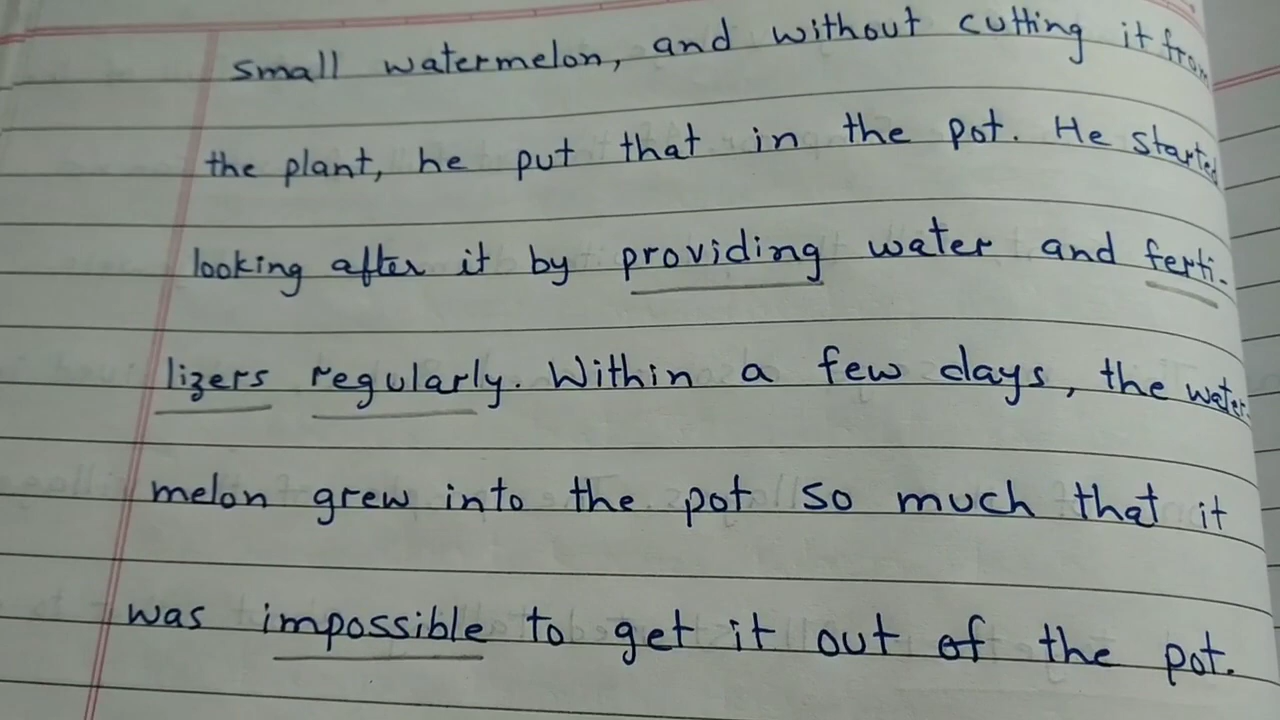 small watermelon, and without cutting it from
the plant, he put that in the pot. He started
looking after it by providing water and ferti-
lizers regularly. Within a few days, the water-
melon grew into the pot so much that it
was impossible to get it out of the pot.